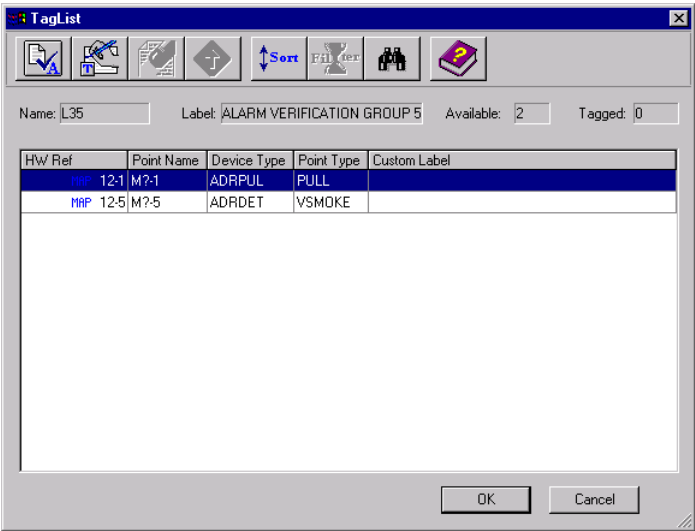 TagList
A
T
T
Sort
Filter
?
Name: L35 Label: ALARM VERIFICATION GROUP 5 Available: 2 Tagged: 0
HW Ref Point Name Device Type Point Type Custom Label
MAP 12-1 M?-1 ADRPUL PULL
MAP 12-5 M?-5 ADRDET VSMOKE
OK Cancel